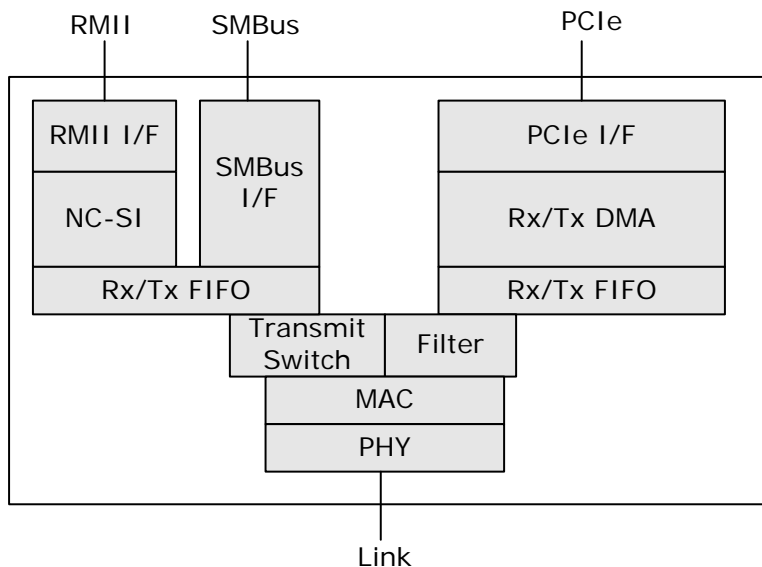 RMII
SMBus
PCIe
RMII I/F
SMBus
I/F
PCIe I/F
NC-SI
Rx/Tx DMA
Rx/Tx FIFO
Rx/Tx FIFO
Transmit
Switch
Filter
MAC
PHY
Link